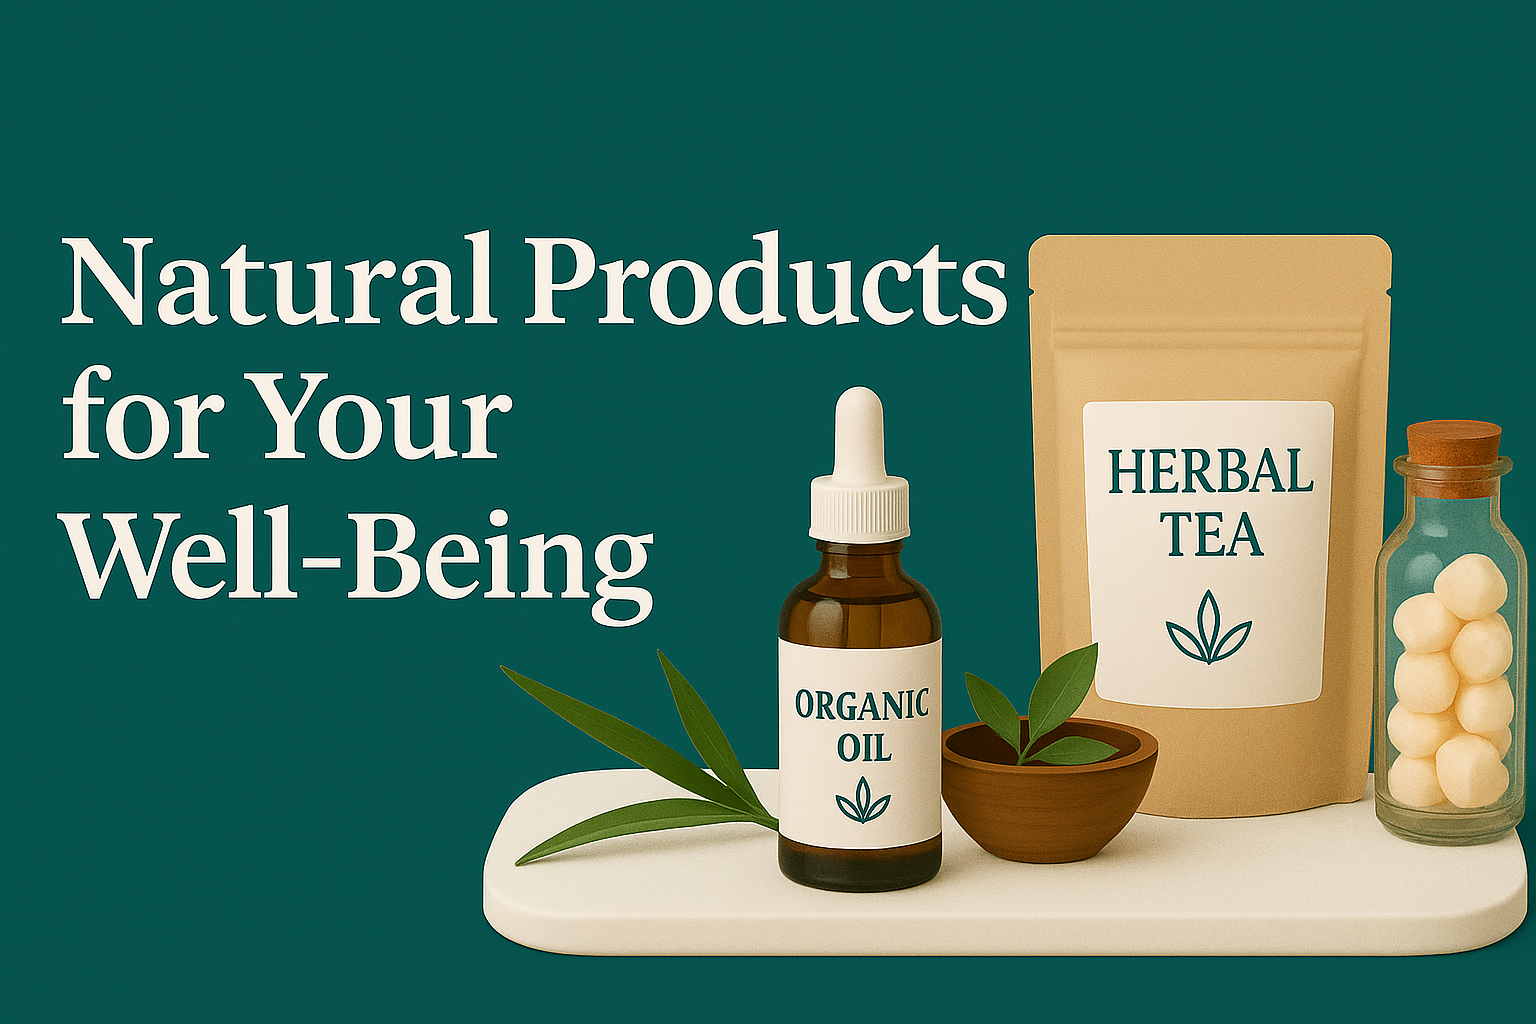 Natural Products
for Your
Well-Being
ORGANIC
OIL
HERBAL
TEA